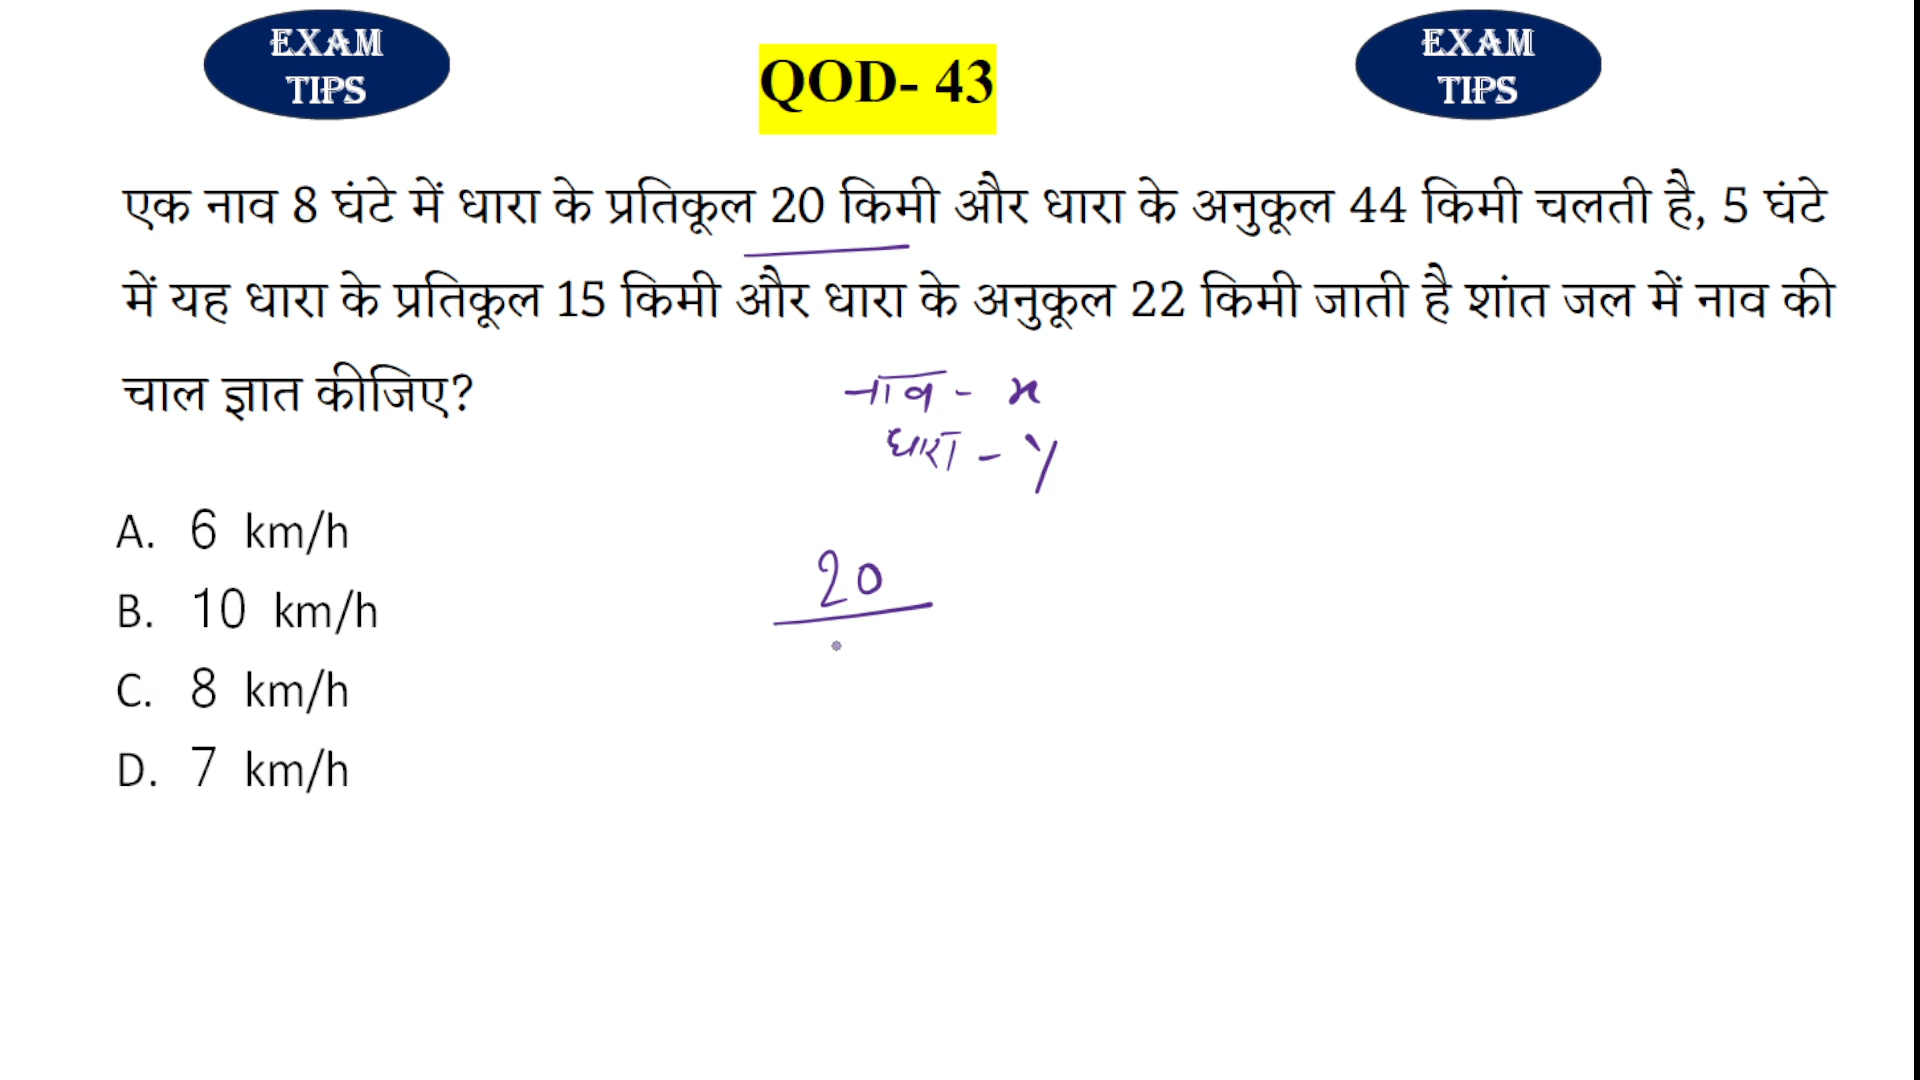 EXAM
TIPS
QOD- 43
EXAM
TIPS
एक नाव 8 घंटे में धारा के प्रतिकूल 20 किमी और धारा के अनुकूल 44 किमी चलती है, 5 घंटे
में यह धारा के प्रतिकूल 15 किमी और धारा के अनुकूल 22 किमी जाती है शांत जल में नाव की
चाल ज्ञात कीजिए?
नाव - x
धारा - y
A. 6 km/h
B. 10 km/h
C. 8 km/h
D. 7 km/h
20